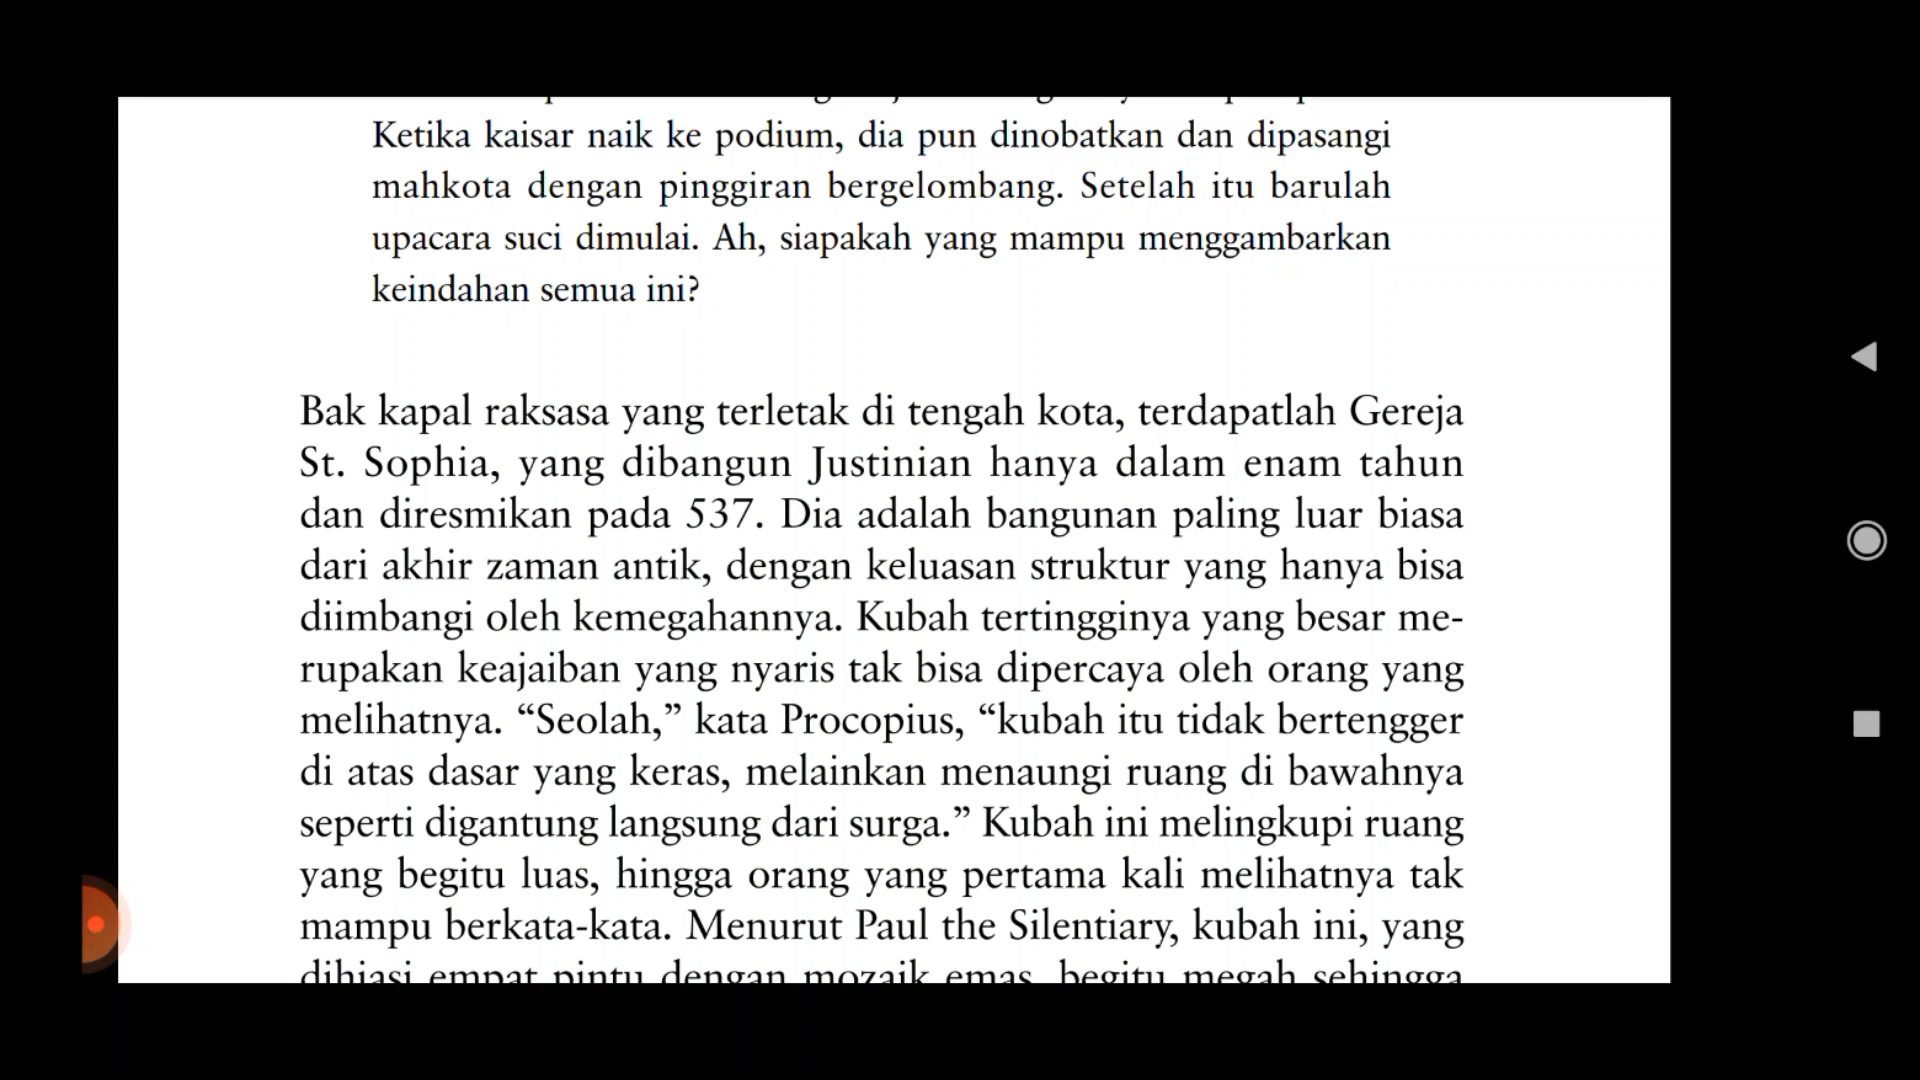 Ketika kaisar naik ke podium, dia pun dinobatkan dan dipasangi
mahkota dengan pinggiran bergelombang. Setelah itu barulah
upacara suci dimulai. Ah, siapakah yang mampu menggambarkan
keindahan semua ini?
Bak kapal raksasa yang terletak di tengah kota, terdapatlah Gereja
St. Sophia, yang dibangun Justinian hanya dalam enam tahun
dan diresmikan pada 537. Dia adalah bangunan paling luar biasa
dari akhir zaman antik, dengan keluasan struktur yang hanya bisa
diimbangi oleh kemegahannya. Kubah tertingginya yang besar me-
rupakan keajaiban yang nyaris tak bisa dipercaya oleh orang yang
melihatnya. “Seolah,” kata Procopius, “kubah itu tidak bertengger
di atas dasar yang keras, melainkan menaungi ruang di bawahnya
seperti digantung langsung dari surga.” Kubah ini melingkupi ruang
yang begitu luas, hingga orang yang pertama kali melihatnya tak
mampu berkata-kata. Menurut Paul the Silentiary, kubah ini, yang
dihiasi empat pintu dengan mozaik emas, begitu megah sehingga